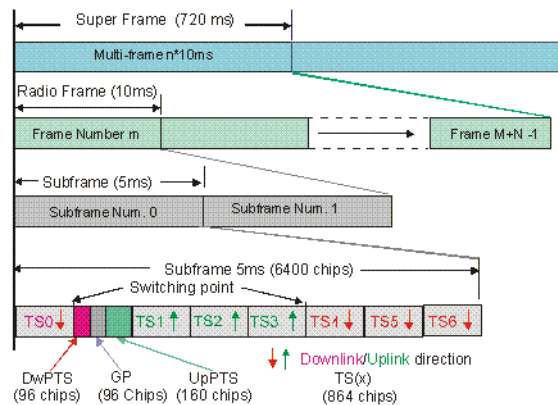 Super Frame (720 ms)
Multi-frame n*10ms
Radio Frame (10ms)
Frame Number m
Frame M+N -1
Subframe (5ms)
Subframe Num. 0
Subframe Num. 1
Subframe 5ms (6400 chips)
Switching point
TS0
TS1
TS2
TS3
TS4
TS5
TS6
Downlink/Uplink direction
DwPTS
(96 chips)
GP
(96 Chips)
UpPTS
(160 chips)
TS(x)
(864 chips)